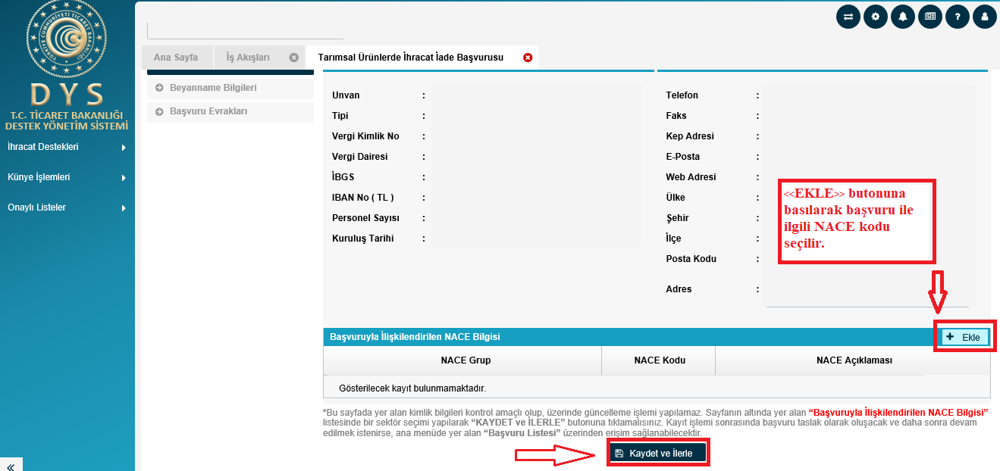 TÜRKİYE CUMHURİYETİ TİCARET BAKANLIĞI
DYS
T.C. TİCARET BAKANLIĞI
DESTEK YÖNETİM SİSTEMİ
İhracat Destekleri
Künye İşlemleri
Onaylı Listeler
Ana Sayfa
İş Akışları
Tarımsal Ürünlerde İhracat İade Başvurusu
Beyanname Bilgileri
Başvuru Evrakları
Unvan :
Tipi :
Vergi Kimlik No :
Vergi Dairesi :
İBGS :
IBAN No ( TL ) :
Personel Sayısı :
Kuruluş Tarihi :
Telefon :
Faks :
Kep Adresi :
E-Posta :
Web Adresi :
Ülke :
Şehir :
İlçe :
Posta Kodu :
Adres :
<<EKLE>> butonuna
basılarak başvuru ile
ilgili NACE kodu
seçilir.
Başvuruyla İlişkilendirilen NACE Bilgisi
+ Ekle
NACE Grup NACE Kodu NACE Açıklaması
Gösterilecek kayıt bulunmamaktadır.
*Bu sayfada yer alan kimlik bilgileri kontrol amaçlı olup, üzerinde güncelleme işlemi yapılamaz. Sayfanın altında yer alan “Başvuruyla İlişkilendirilen NACE Bilgisi”
listesinde bir sektör seçimi yapılarak “KAYDET ve İLERLE” butonuna tıklamalısınız. Kayıt işlemi sonrasında başvuru taslak olarak oluşacak ve daha sonra devam
edilmek istenirse, ana menüde yer alan “Başvuru Listesi” üzerinden erişim sağlanabilecektir.
Kaydet ve İlerle